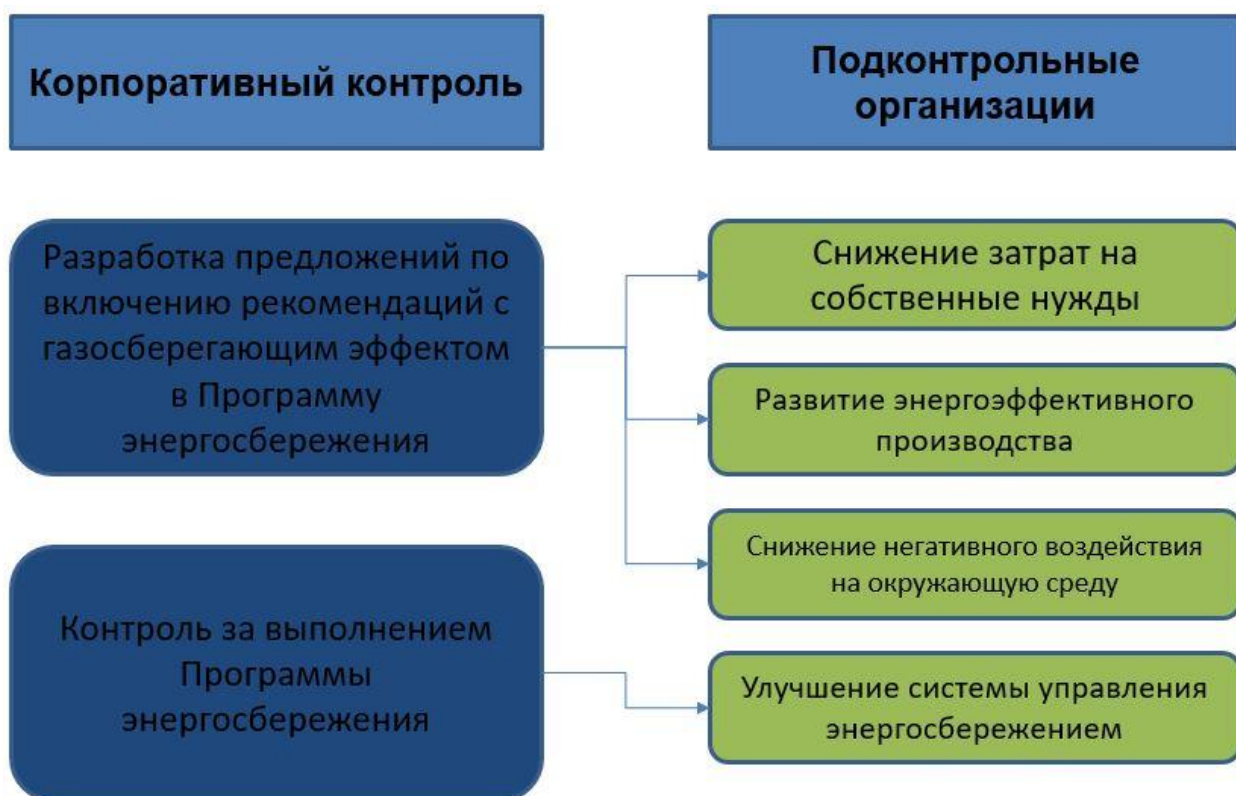 Корпоративный контроль
Подконтрольные
организации
Разработка предложений по
включению рекомендаций с
газосберегающим эффектом
в Программу
энергосбережения
Контроль за выполнением
Программы
энергосбережения
Снижение затрат на
собственные нужды
Развитие энергоэффективного
производства
Снижение негативного воздействия
на окружающую среду
Улучшение системы управления
энергосбережением